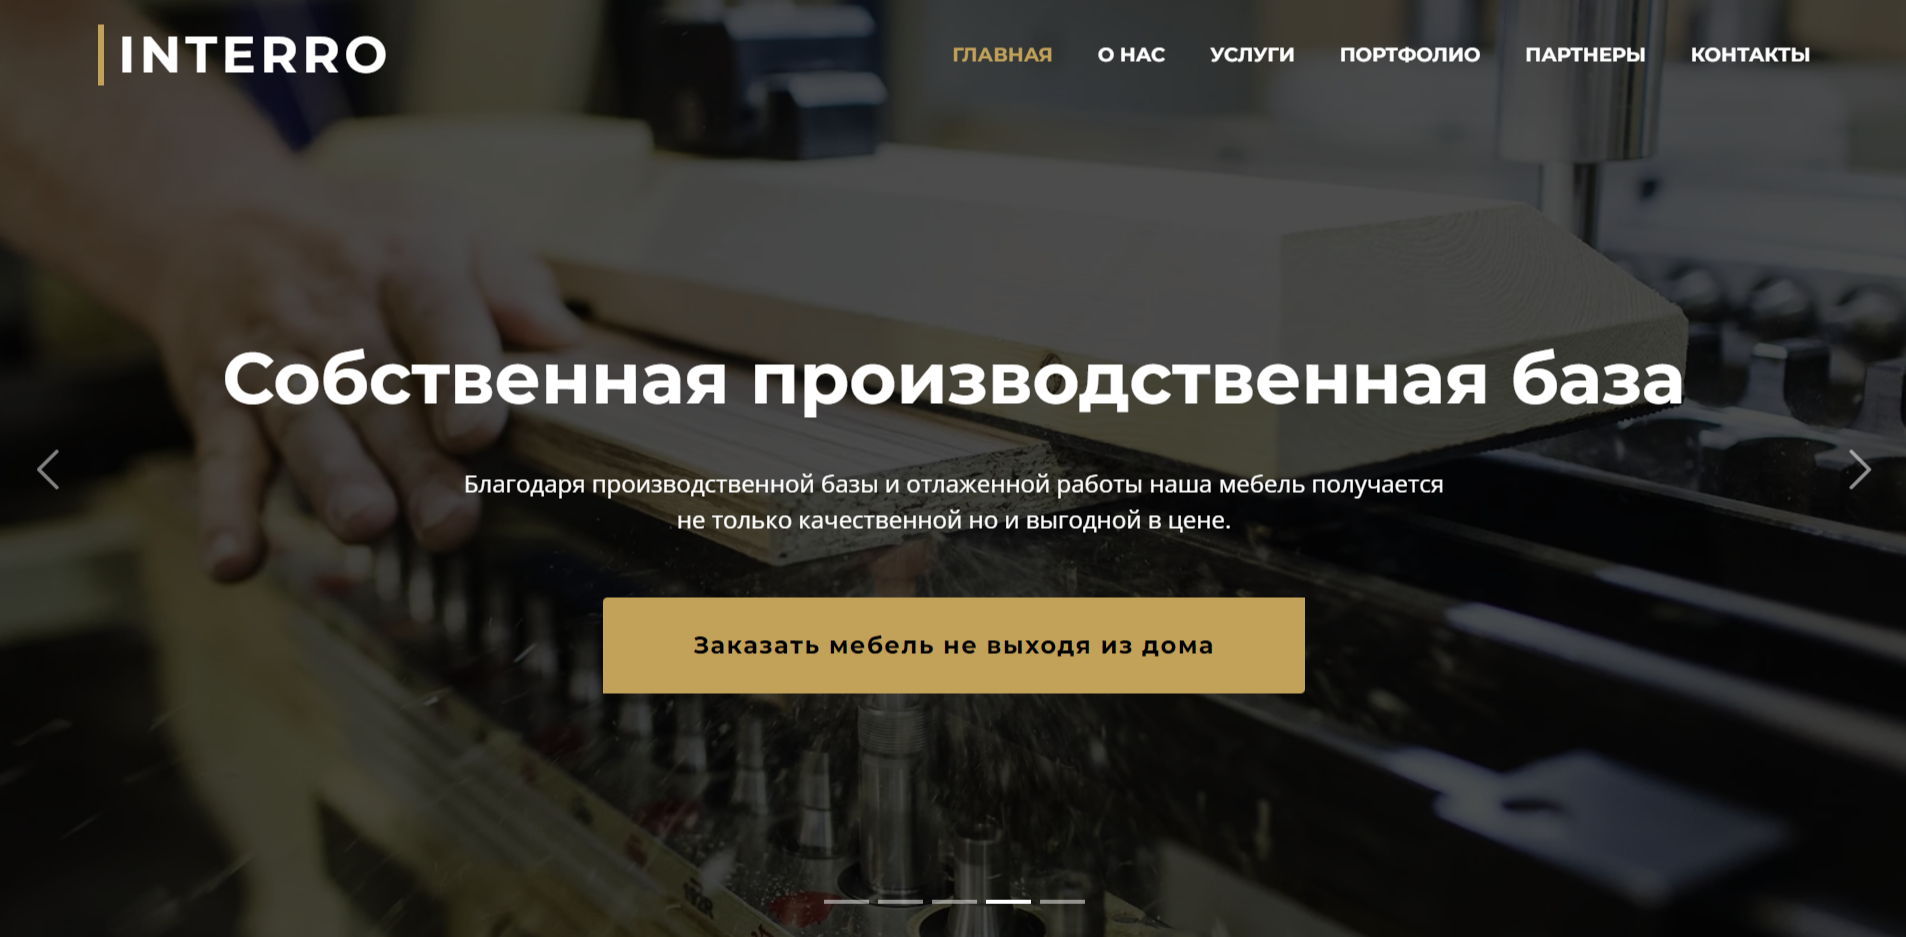 INTERRO
ГЛАВНАЯ О НАС УСЛУГИ ПОРТФОЛИО ПАРТНЕРЫ КОНТАКТЫ
Собственная производственная база
Благодаря производственной базы и отлаженной работы наша мебель получается
не только качественной но и выгодной в цене.
Заказать мебель не выходя из дома